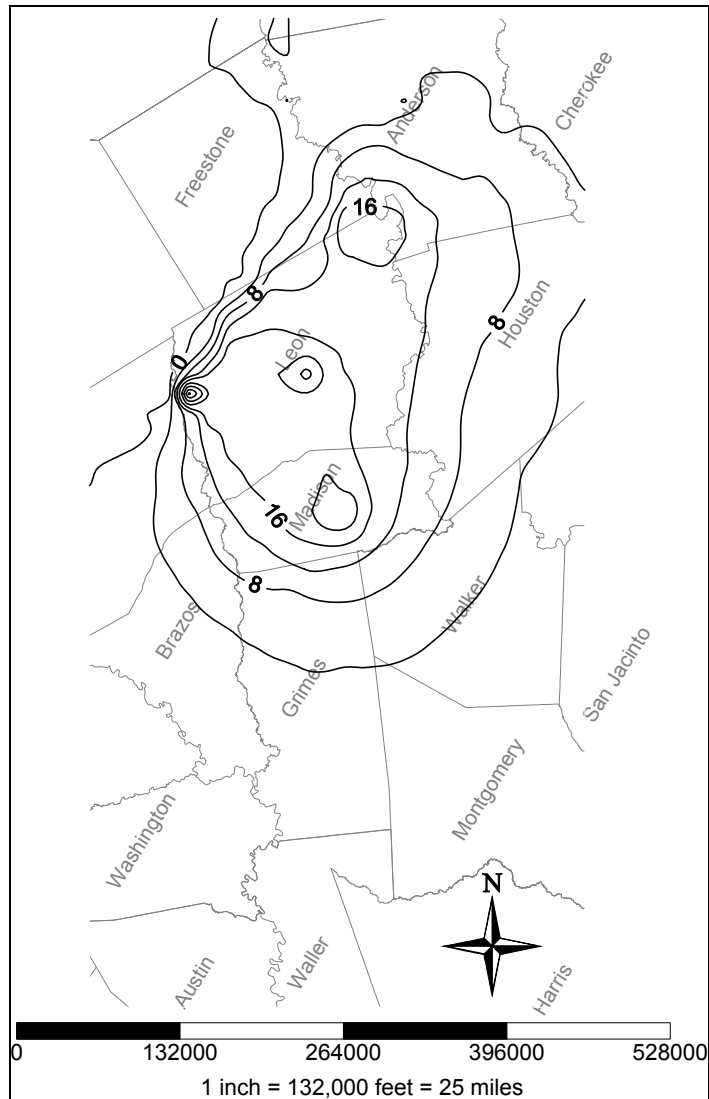 Cherokee
Anderson
Freestone
16
8
Houston
8
Leon
0
Madison
16
8
Walker
Brazos
San Jacinto
Grimes
Montgomery
Washington
N
Austin
Waller
Harris
0 132000 264000 396000 528000
1 inch = 132,000 feet = 25 miles